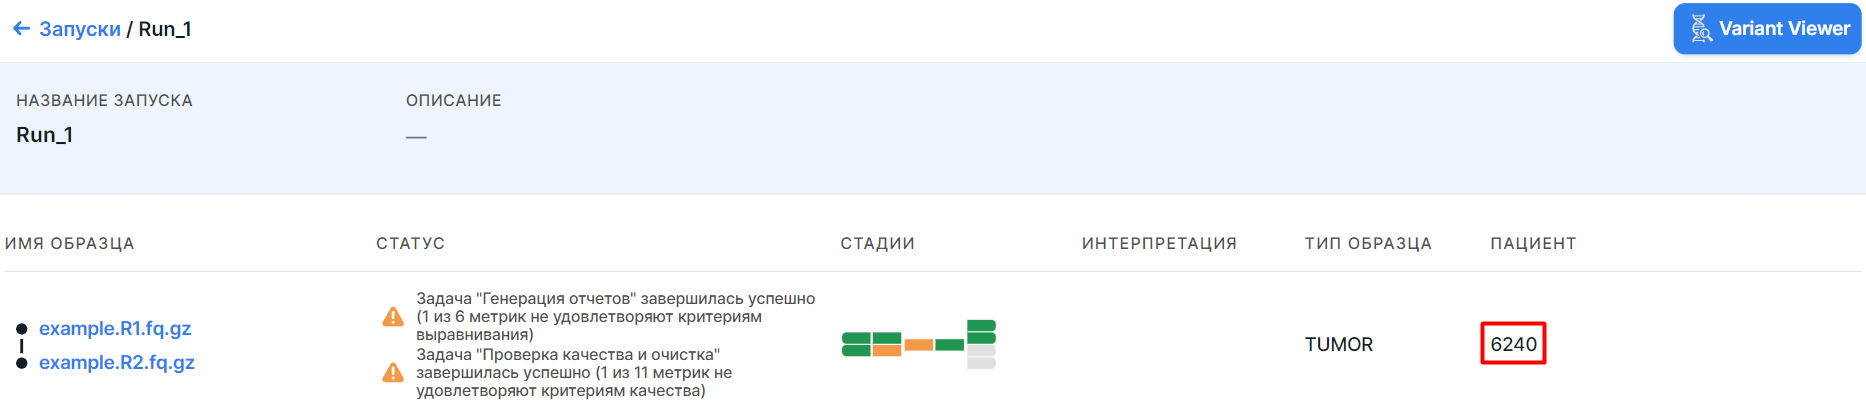 ← Запуски / Run_1
Variant Viewer
НАЗВАНИЕ ЗАПУСКА
ОПИСАНИЕ
Run_1
—
ИМЯ ОБРАЗЦА
СТАТУС
СТАДИИ
ИНТЕРПРЕТАЦИЯ
ТИП ОБРАЗЦА
ПАЦИЕНТ
example.R1.fq.gz
example.R2.fq.gz
Задача "Генерация отчетов" завершилась успешно
(1 из 6 метрик не удовлетворяют критериям
выравнивания)
Задача "Проверка качества и очистка"
завершилась успешно (1 из 11 метрик не
удовлетворяют критериям качества)
TUMOR
6240